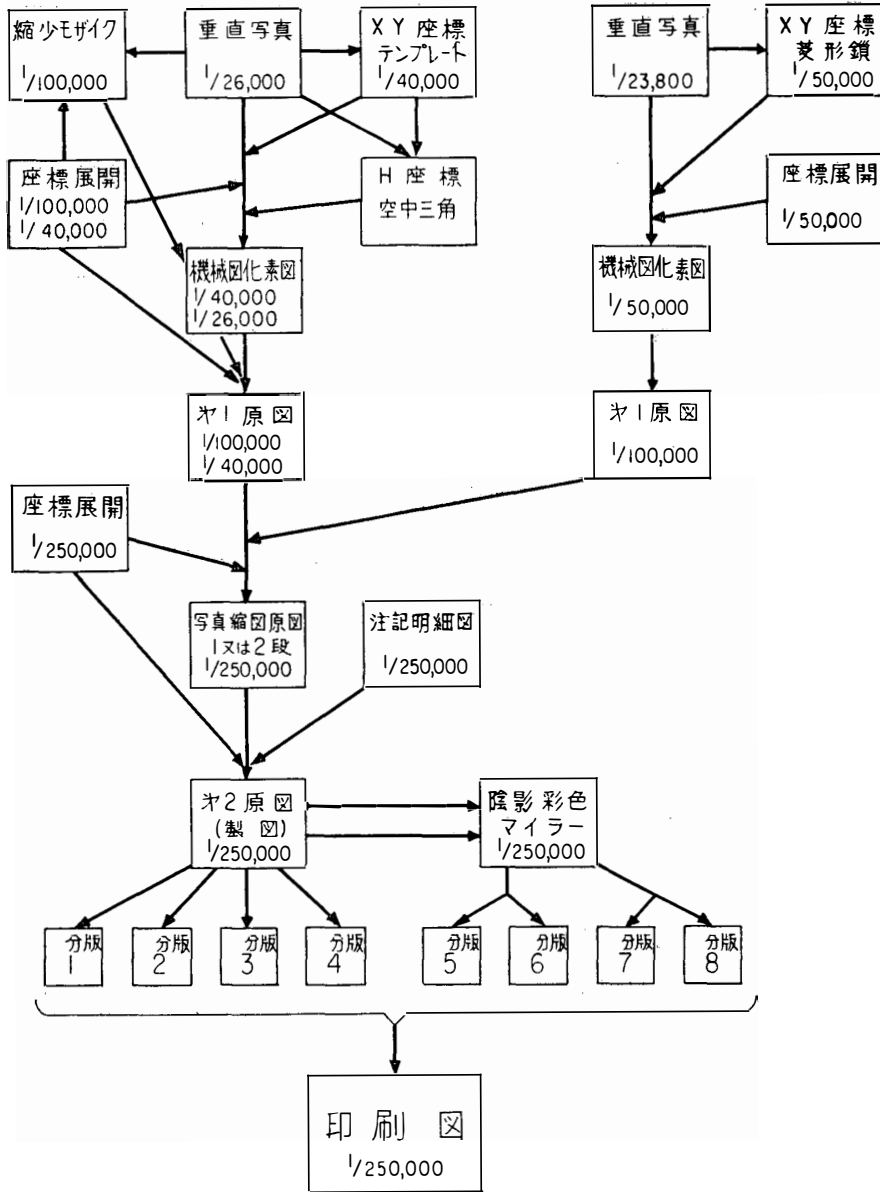 縮少モザイク
1/100,000
垂直写真
1/26,000
XY座標
テンプレート
1/40,000
垂直写真
1/23,800
XY座標
菱形鎖
1/50,000
座標展開
1/100,000
1/40,000
H座標
空中三角
座標展開
1/50,000
機械図化素図
1/40,000
1/26,000
機械図化素図
1/50,000
㐧1原図
1/100,000
1/40,000
㐧1原図
1/100,000
座標展開
1/250,000
写真縮図原図
1又は2段
1/250,000
注記明細図
1/250,000
㐧2原図
(製図)
1/250,000
陰影彩色
マイラー
1/250,000
分版
1
分版
2
分版
3
分版
4
分版
5
分版
6
分版
7
分版
8
印刷図
1/250,000